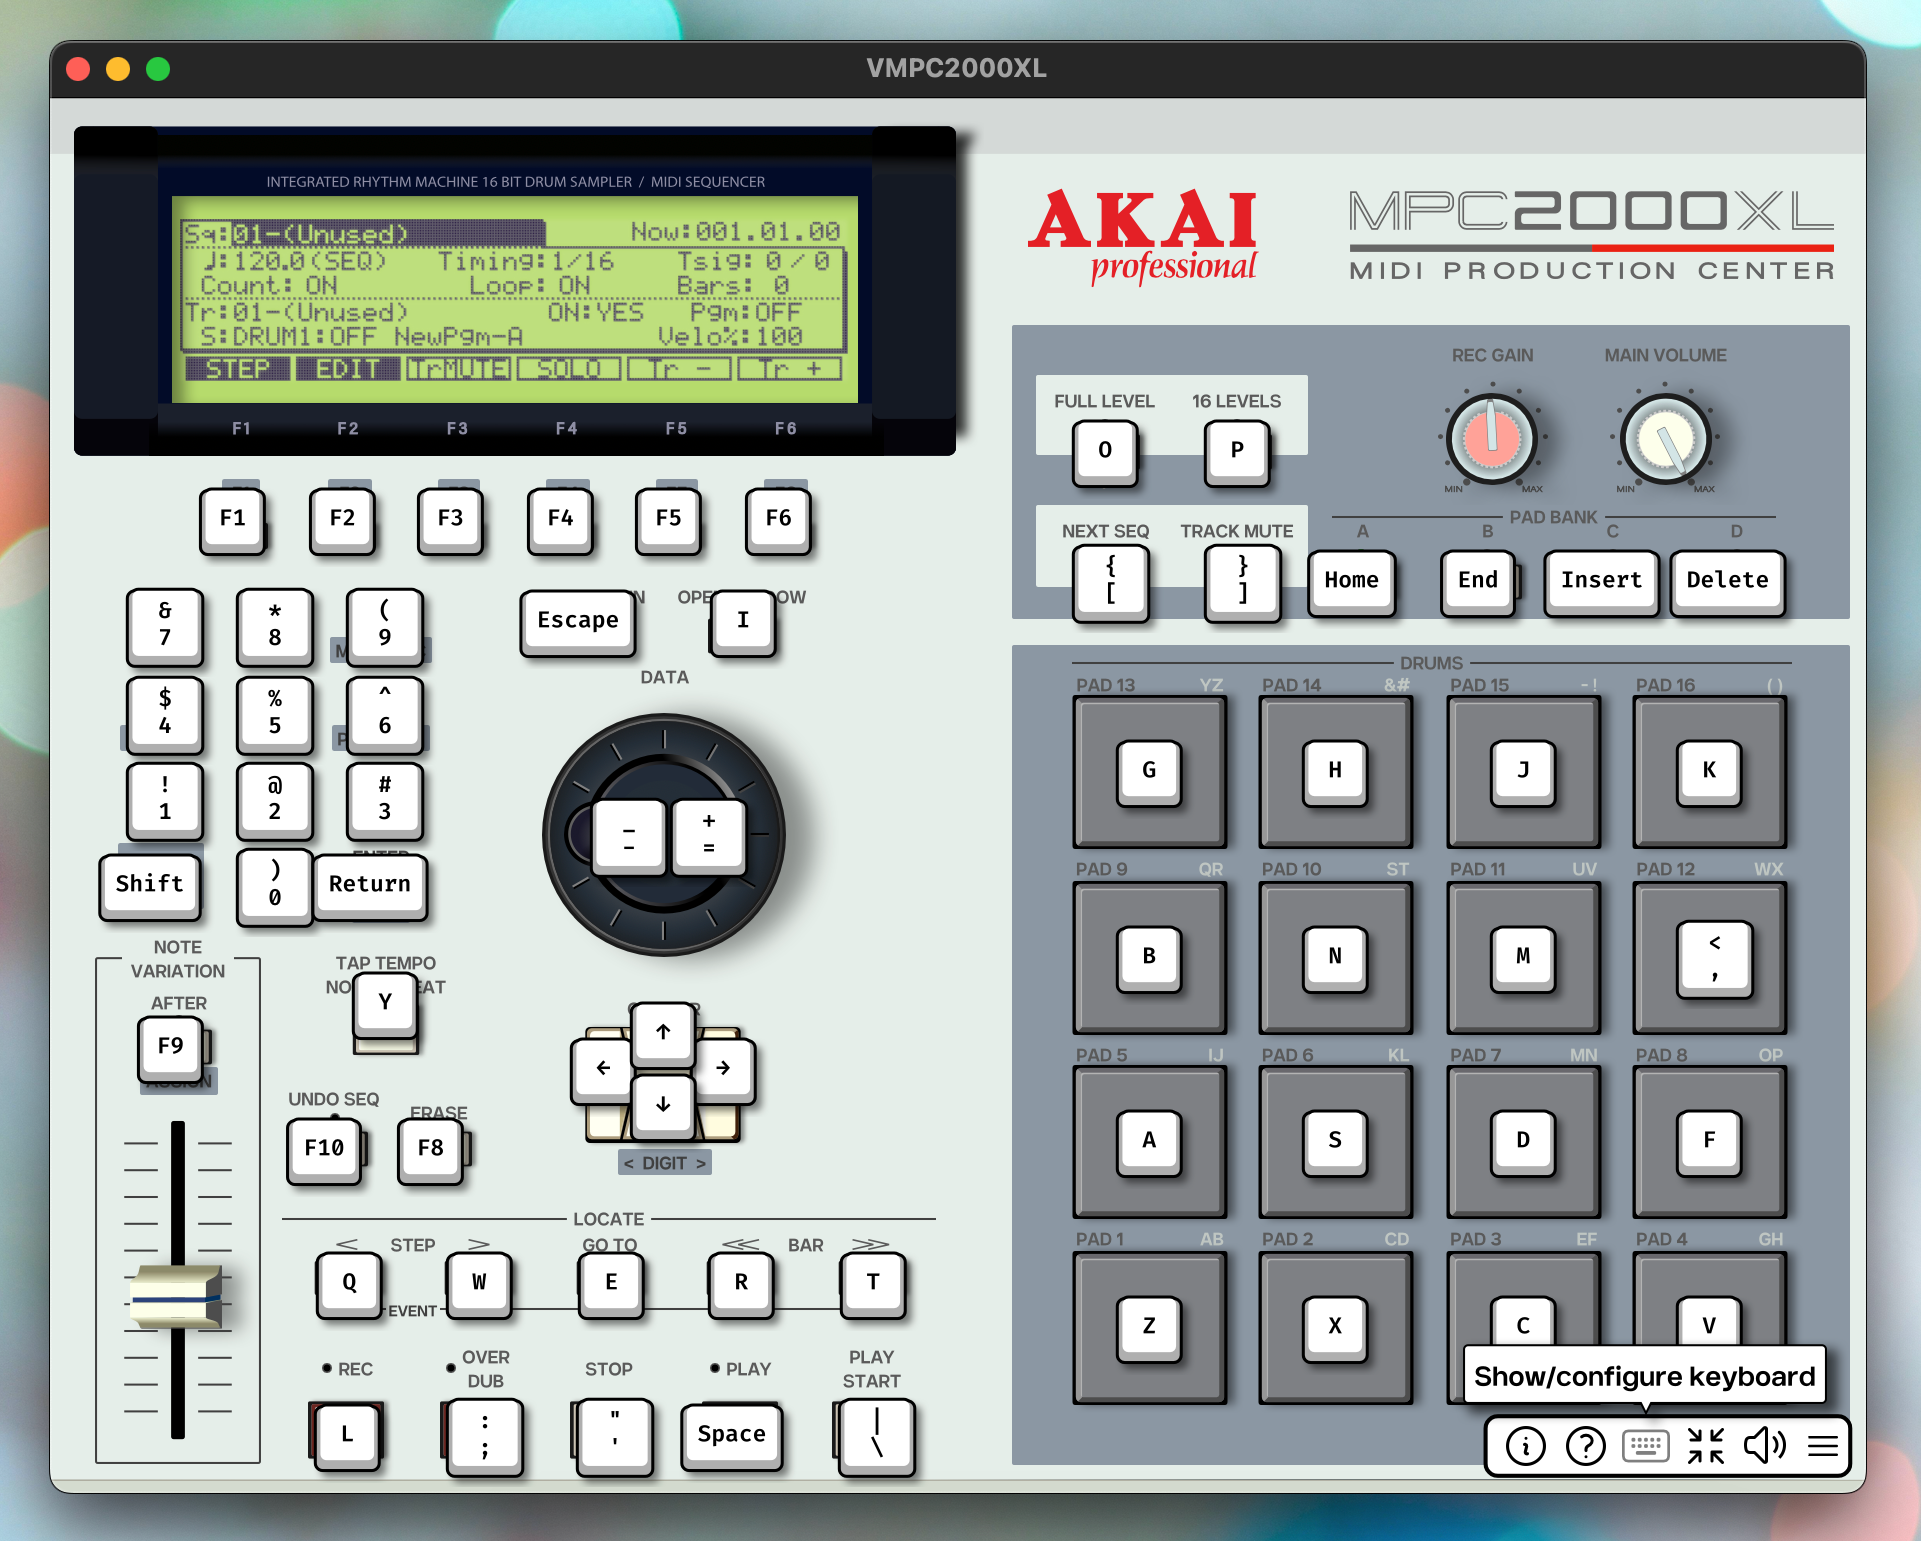 VMPC2000XL
INTEGRATED RHYTHM MACHINE 16 BIT DRUM SAMPLER / MIDI SEQUENCER
Sq:01-(Unused) Now:001.01.00
♩:120.0(SEQ) Timing:1/16 Tsig: 0/ 0
Count: ON Loop: ON Bars: 0
Tr:01-(Unused) ON:YES Pgm:OFF
S:DRUM1:OFF NewPgm-A Velo%:100
STEP EDIT TrMUTE SOLO Tr - Tr +
F1 F2 F3 F4 F5 F6
F1 F2 F3 F4 F5 F6
& 7 * 8 ( 9
$ 4 % 5 ^ 6
! 1 @ 2 # 3
Shift ) 0 Return
Escape I
DATA
_ - + =
NOTE
VARIATION
AFTER
F9
TAP TEMPO
Y
UNDO SEQ ERASE
F10 F8
↑
← →
↓
< DIGIT >
LOCATE
< STEP > GO TO << BAR >>
Q W E R T
EVENT
REC OVER DUB STOP PLAY PLAY START
L : ; " ' Space | \
AKAI
professional
MPC2000XL
MIDI PRODUCTION CENTER
REC GAIN MAIN VOLUME
MIN MAX MIN MAX
FULL LEVEL 16 LEVELS
O P
NEXT SEQ TRACK MUTE
{ [ } ]
PAD BANK
A B C D
Home End Insert Delete
DRUMS
PAD 13 YZ PAD 14 &# PAD 15 -! PAD 16 ()
G H J K
PAD 9 QR PAD 10 ST PAD 11 UV PAD 12 WX
B N M < ,
PAD 5 IJ PAD 6 KL PAD 7 MN PAD 8 OP
A S D F
PAD 1 AB PAD 2 CD PAD 3 EF PAD 4 GH
Z X C V
Show/configure keyboard